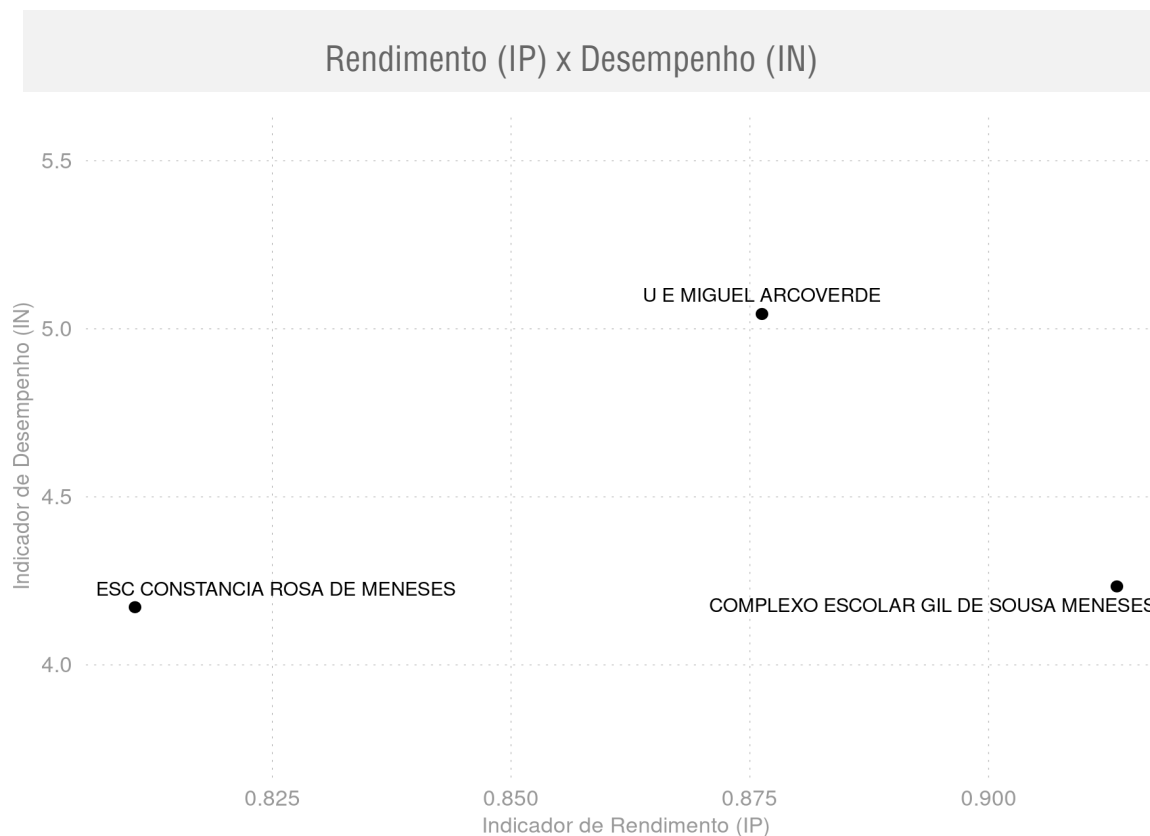 Rendimento (IP) x Desempenho (IN)
5.5
U E MIGUEL ARCOVERDE
5.0
Indicador de Desempenho (IN)
4.5
ESC CONSTANCIA ROSA DE MENESES
COMPLEXO ESCOLAR GIL DE SOUSA MENESES
4.0
0.825 0.850 0.875 0.900
Indicador de Rendimento (IP)